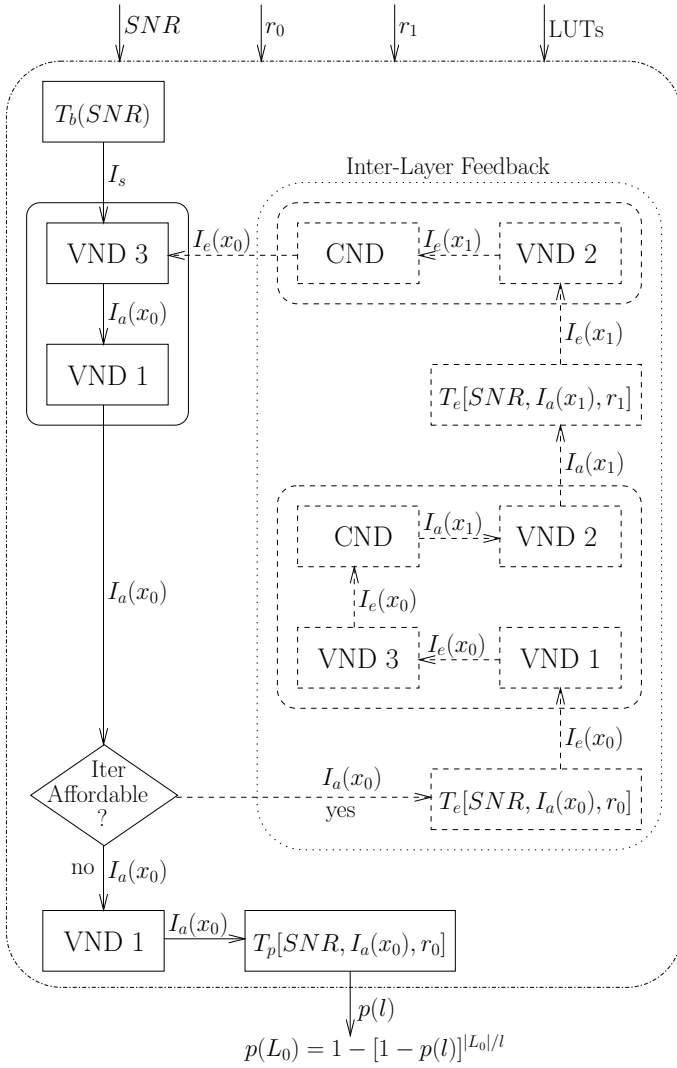 SNR
r_0
r_1
LUTs
T_b(SNR)
I_s
Inter-Layer Feedback
VND 3
I_e(x_0)
CND
I_e(x_1)
VND 2
I_a(x_0)
I_e(x_1)
VND 1
T_e[SNR, I_a(x_1), r_1]
I_a(x_1)
CND
I_a(x_1)
VND 2
I_a(x_0)
I_e(x_0)
VND 3
I_e(x_0)
VND 1
I_e(x_0)
Iter
Affordable
?
I_a(x_0)
yes
T_e[SNR, I_a(x_0), r_0]
no
I_a(x_0)
VND 1
I_a(x_0)
T_p[SNR, I_a(x_0), r_0]
p(l)
p(L_0) = 1 − [1 − p(l)]^{|L_0|/l}